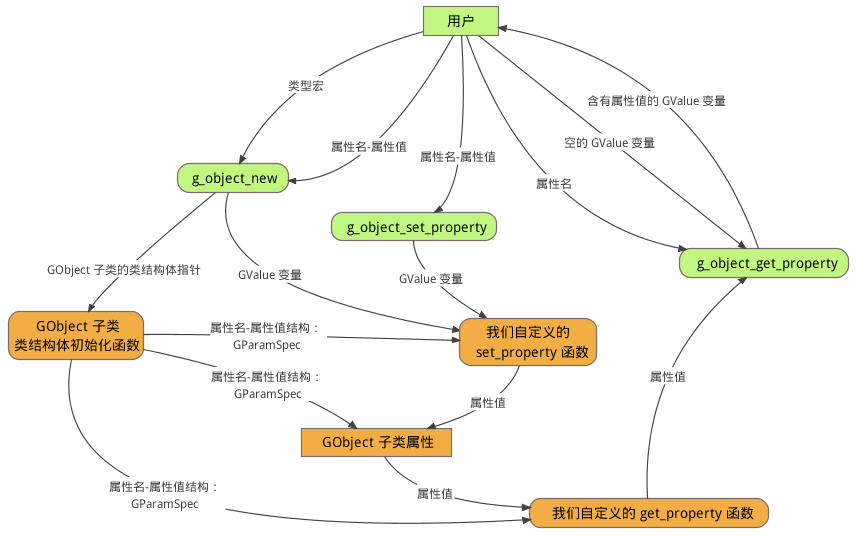 用户
类型宏
含有属性值的 GValue 变量
属性名-属性值
空的 GValue 变量
属性名-属性值
g_object_new
属性名
g_object_set_property
g_object_get_property
GObject 子类的类结构体指针
GValue 变量
GValue 变量
GObject 子类
类结构体初始化函数
属性名-属性值结构：
GParamSpec
我们自定义的
set_property 函数
属性名-属性值结构：
GParamSpec
属性值
属性值
GObject 子类属性
属性名-属性值结构：
GParamSpec
属性值
我们自定义的 get_property 函数